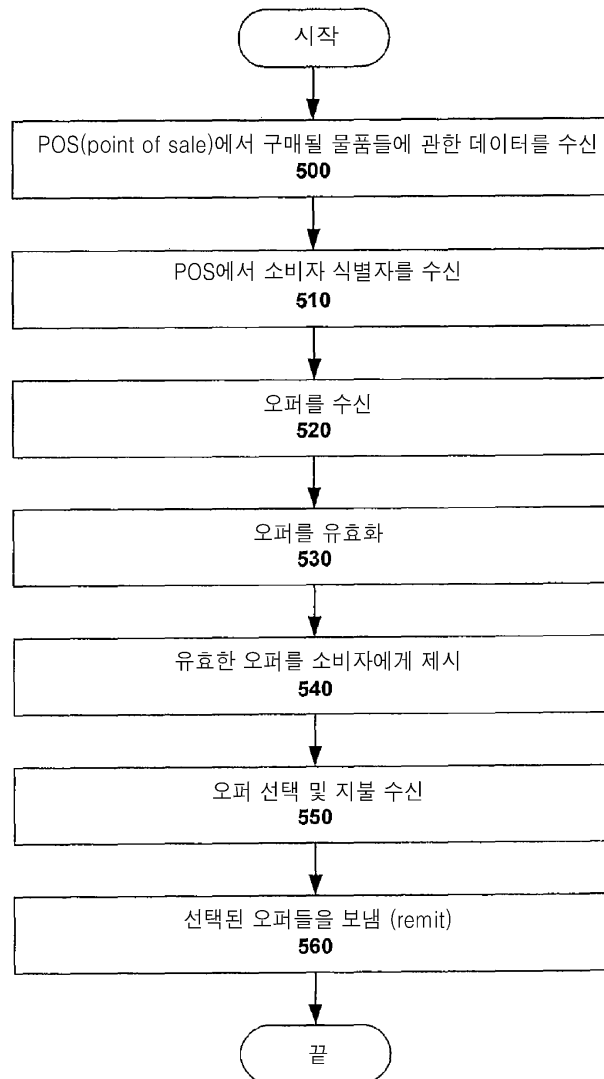 시작
POS(point of sale)에서 구매될 물품들에 관한 데이터를 수신
500
POS에서 소비자 식별자를 수신
510
오퍼를 수신
520
오퍼를 유효화
530
유효한 오퍼를 소비자에게 제시
540
오퍼 선택 및 지불 수신
550
선택된 오퍼들을 보냄 (remit)
560
끝